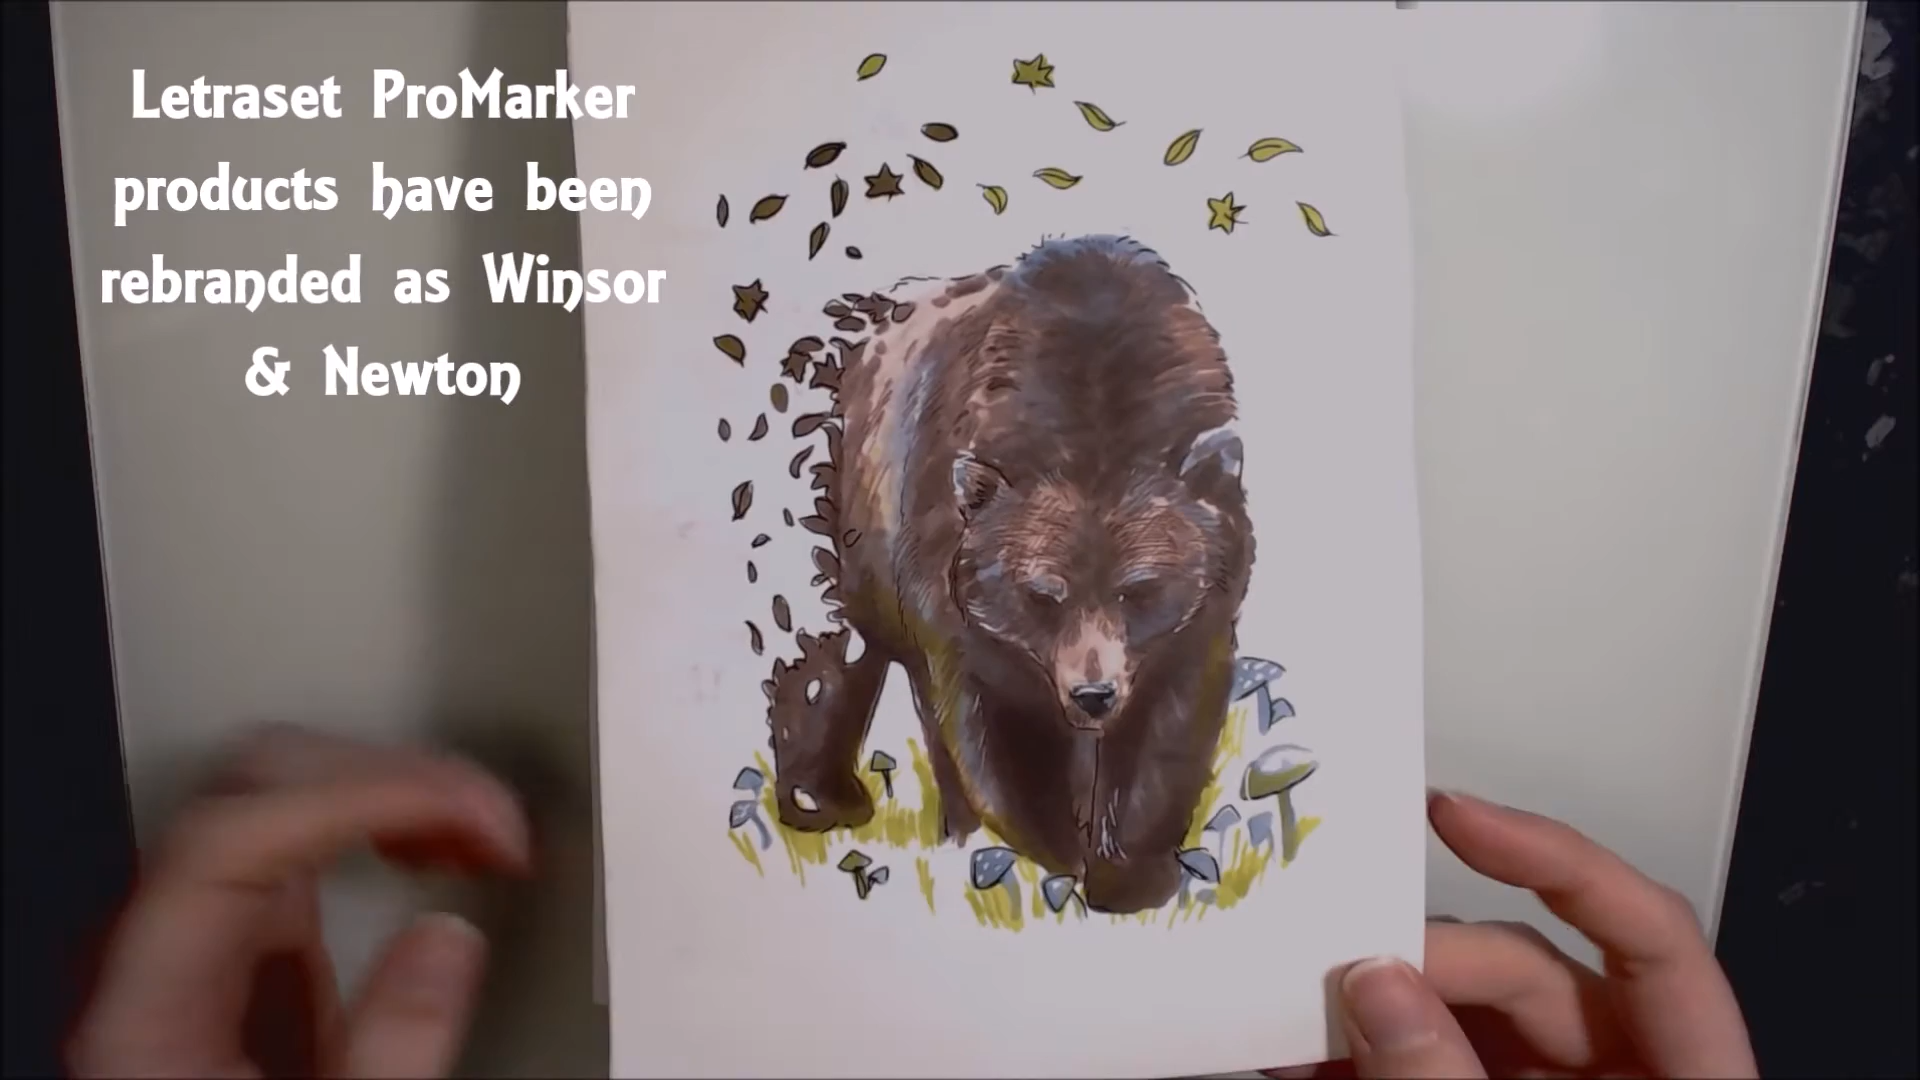 Letraset ProMarker
products have been
rebranded as Winsor
& Newton